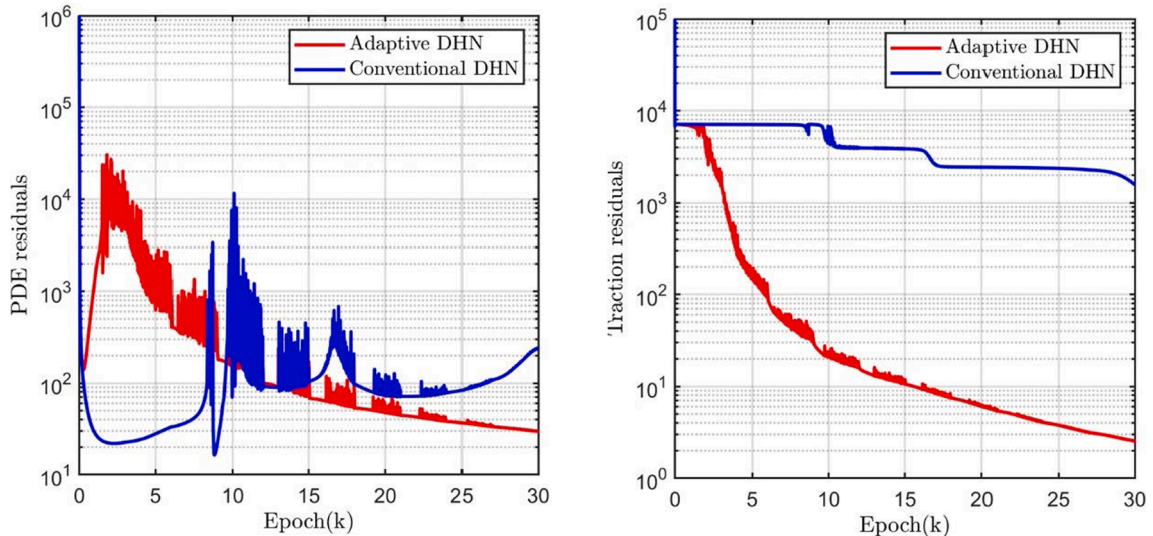 10^6
10^5
10^4
10^3
10^2
10^1
PDE residuals
Adaptive DHN
Conventional DHN
0 5 10 15 20 25 30
Epoch(k)
10^5
10^4
10^3
10^2
10^1
10^0
Traction residuals
Adaptive DHN
Conventional DHN
0 5 10 15 20 25 30
Epoch(k)